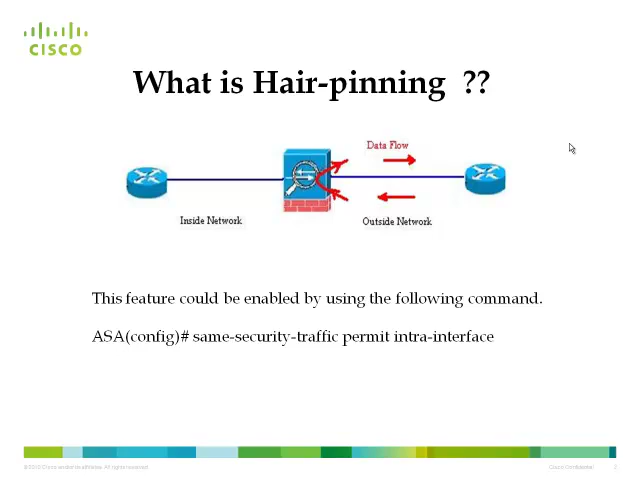 CISCO
What is Hair-pinning ??
Data Flow
Inside Network
Outside Network
This feature could be enabled by using the following command.
ASA(config)# same-security-traffic permit intra-interface
Cisco Confidential
2